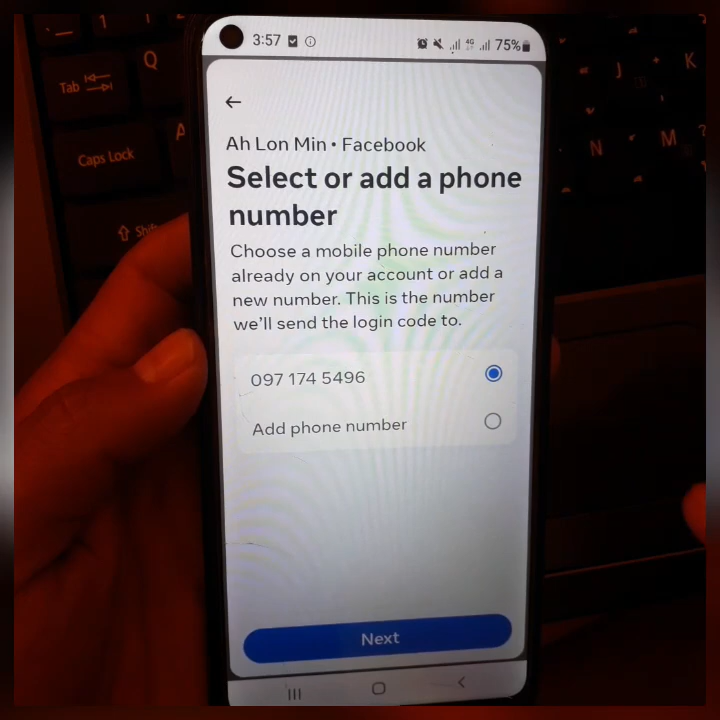 3:57
4G
75%
Ah Lon Min • Facebook
Select or add a phone
number
Choose a mobile phone number
already on your account or add a
new number. This is the number
we'll send the login code to.
097 174 5496
Add phone number
Next
1
Q
Tab
A
Caps Lock
Shift
J
K
N
M
?